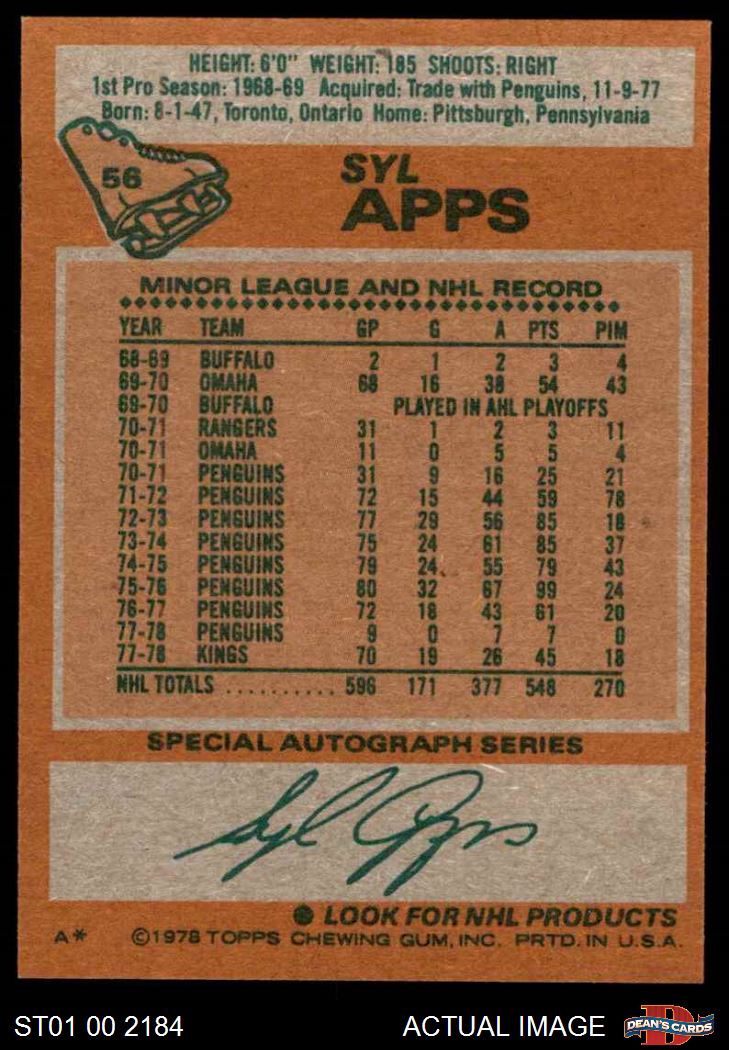 HEIGHT: 6'0" WEIGHT: 185 SHOOTS: RIGHT
1st Pro Season: 1968-69 Acquired: Trade with Penguins, 11-9-77
Born: 8-1-47, Toronto, Ontario Home: Pittsburgh, Pennsylvania
56
SYL
APPS
MINOR LEAGUE AND NHL RECORD
YEAR TEAM GP G A PTS PIM
68-69 BUFFALO 2 1 2 3 4
69-70 OMAHA 68 16 38 54 43
69-70 BUFFALO PLAYED IN AHL PLAYOFFS
70-71 RANGERS 31 1 2 3 11
70-71 OMAHA 11 0 5 5 4
70-71 PENGUINS 31 9 16 25 21
71-72 PENGUINS 72 15 44 59 78
72-73 PENGUINS 77 29 56 85 18
73-74 PENGUINS 75 24 61 85 37
74-75 PENGUINS 79 24 55 79 43
75-76 PENGUINS 80 32 67 99 24
76-77 PENGUINS 72 18 43 61 20
77-78 PENGUINS 9 0 7 7 0
77-78 KINGS 70 19 26 45 18
NHL TOTALS .......... 596 171 377 548 270
SPECIAL AUTOGRAPH SERIES
Syl Apps
● LOOK FOR NHL PRODUCTS
A* ©1978 TOPPS CHEWING GUM, INC. PRTD. IN U.S.A.
ST01 00 2184 ACTUAL IMAGE
D
DEAN'S CARDS